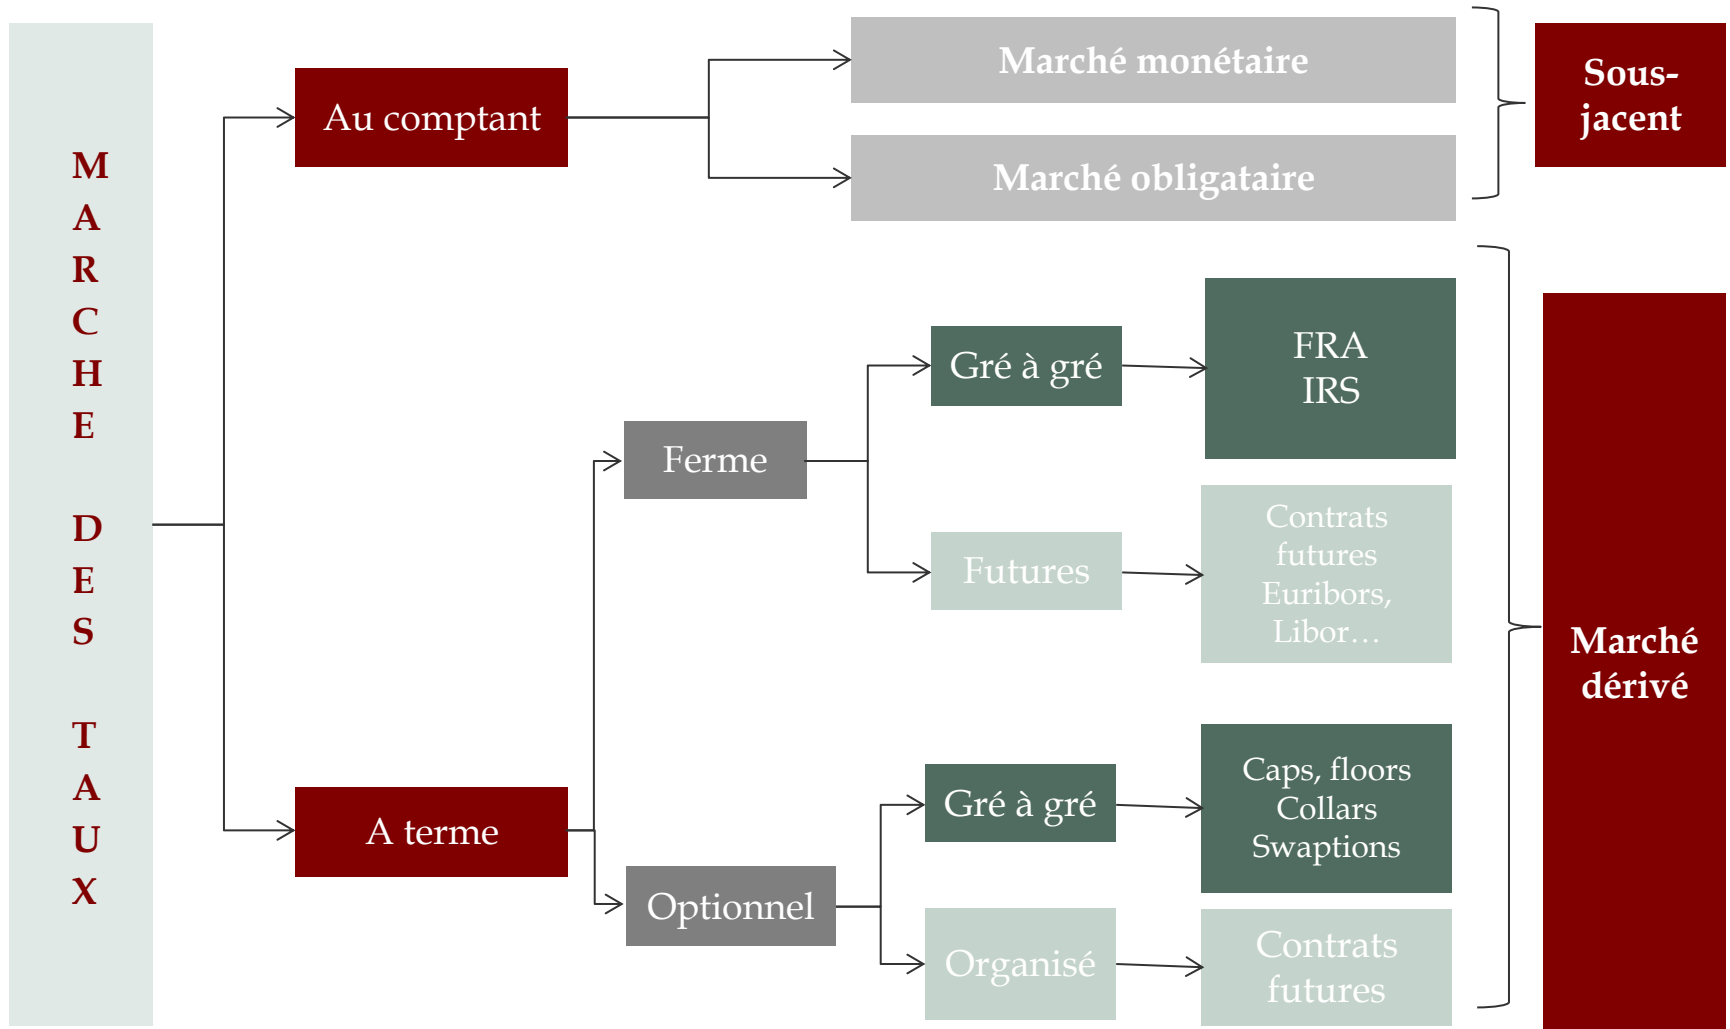 MARCHE DES TAUX
Au comptant
Marché monétaire
Marché obligataire
Sous-
jacent
A terme
Ferme
Gré à gré
FRA
IRS
Futures
Contrats
futures
Euribors,
Libor…
Optionnel
Gré à gré
Caps, floors
Collars
Swaptions
Organisé
Contrats
futures
Marché
dérivé